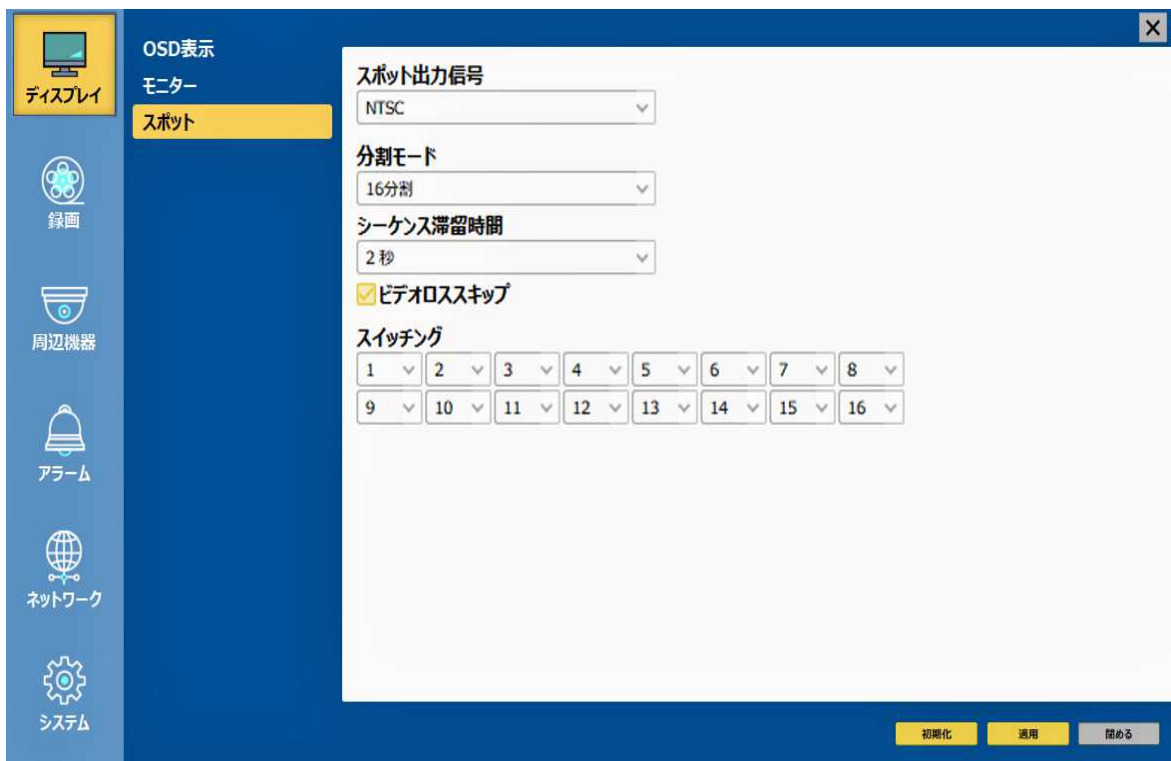 ディスプレイ
録画
周辺機器
アラーム
ネットワーク
システム
OSD表示
モニター
スポット
スポット出力信号
NTSC
分割モード
16分割
シーケンス滞留時間
2 秒
ビデオロススキップ
スイッチング
1 2 3 4 5 6 7 8
9 10 11 12 13 14 15 16
初期化 適用 閉める